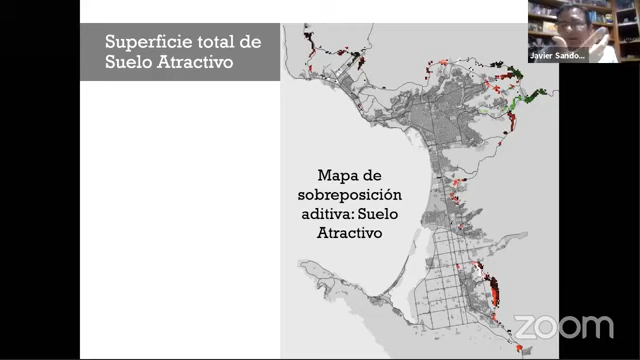 Superficie total de
Suelo Atractivo
Javier Sando...
Mapa de
sobreposición
aditiva: Suelo
Atractivo
zoom